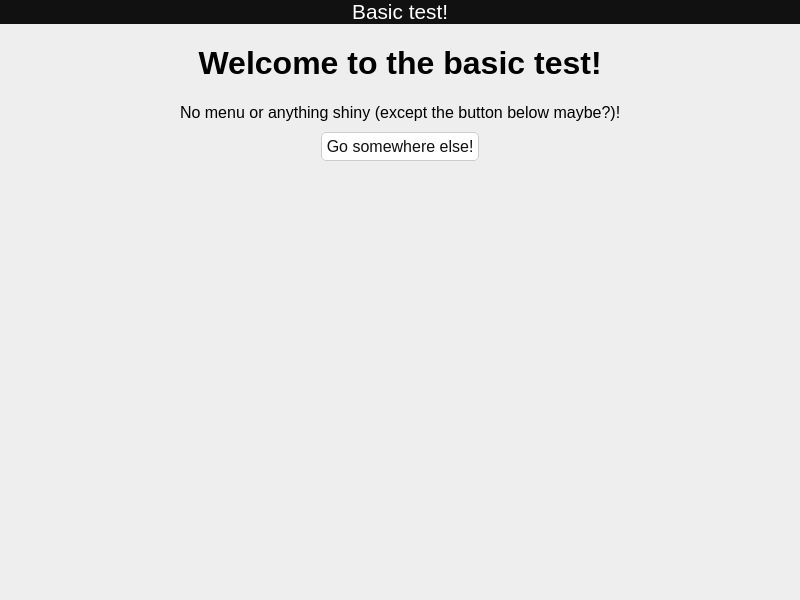 Basic test!
Welcome to the basic test!
No menu or anything shiny (except the button below maybe?)!
Go somewhere else!